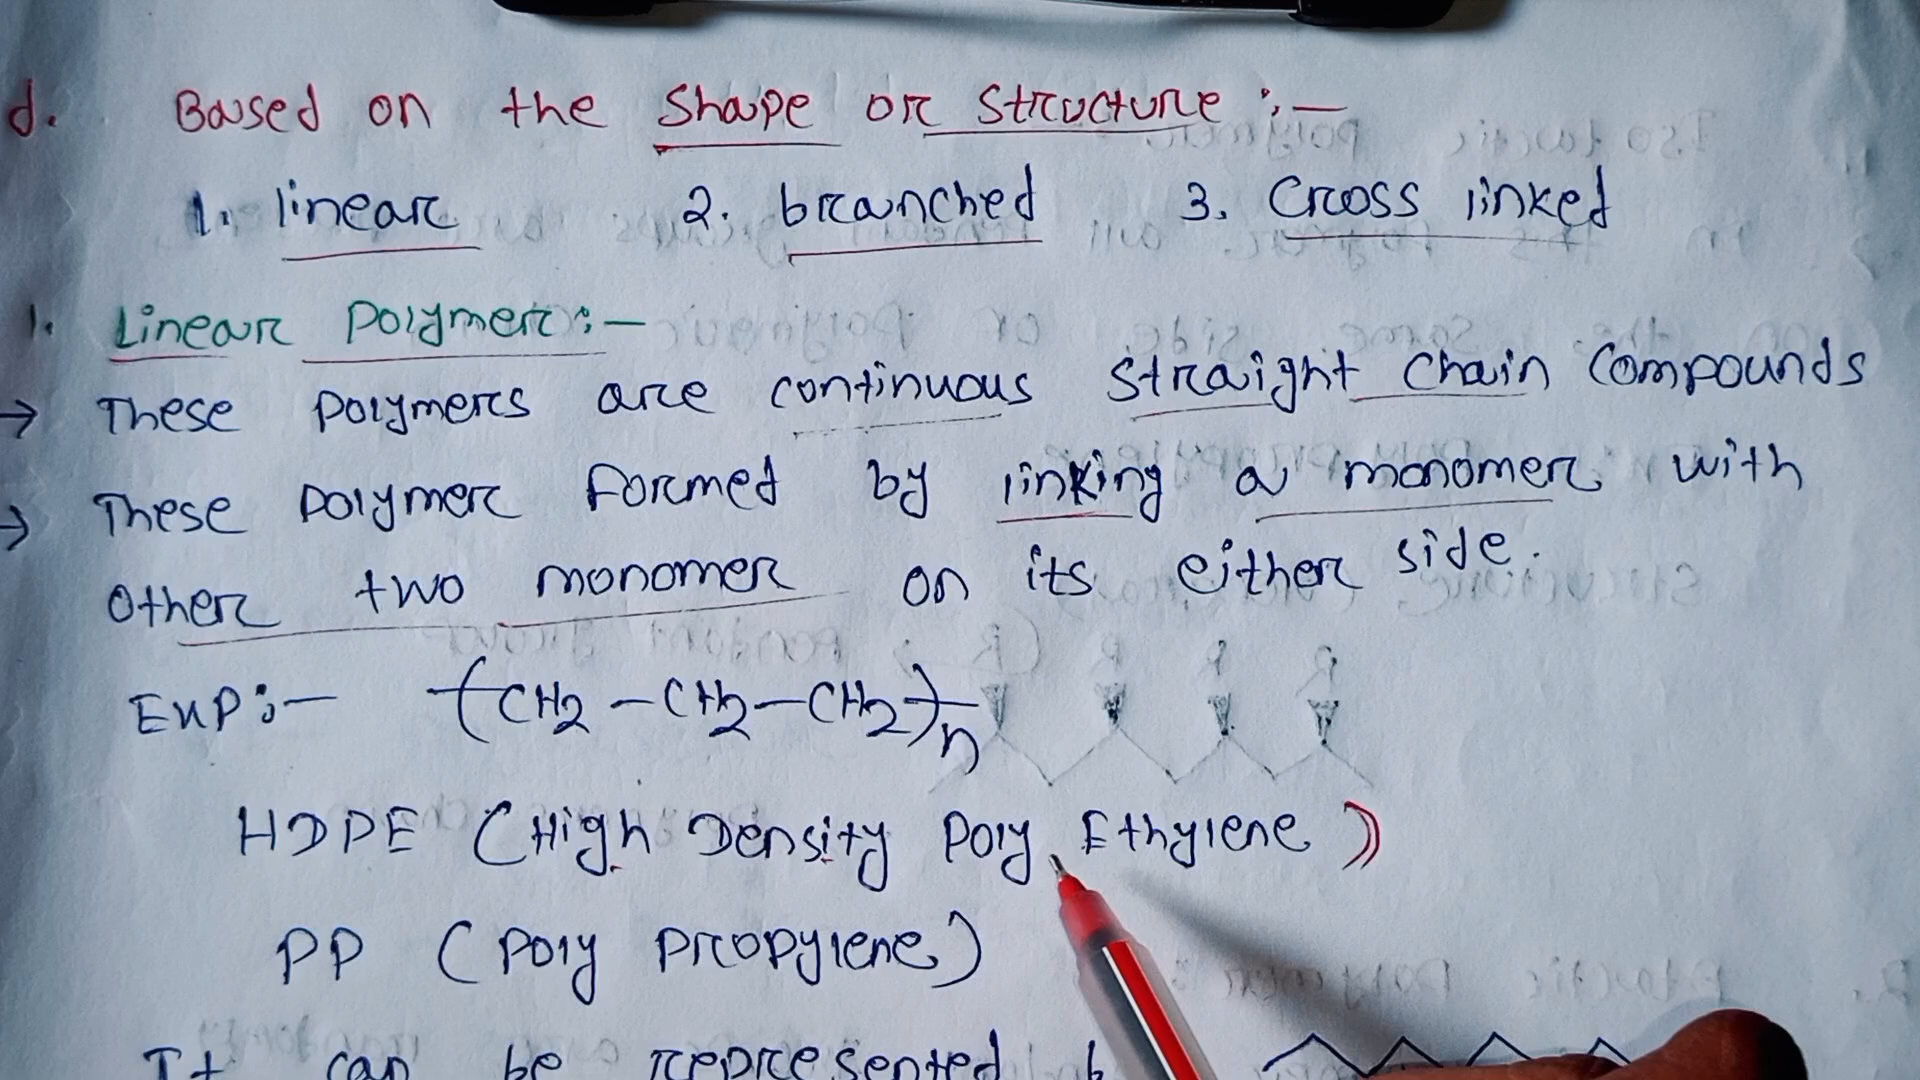 d. Based on the Shape or Structure :-
1. linear 2. branched 3. Cross linked
1. Linear Polymer :-
→ These polymers are continuous straight chain compounds
→ These polymer formed by linking a monomer with
other two monomer on its either side.
Exp :- -(CH2-CH2-CH2)-n
HDPE (High Density Poly Ethylene)
PP (Poly propylene)
It can be represented